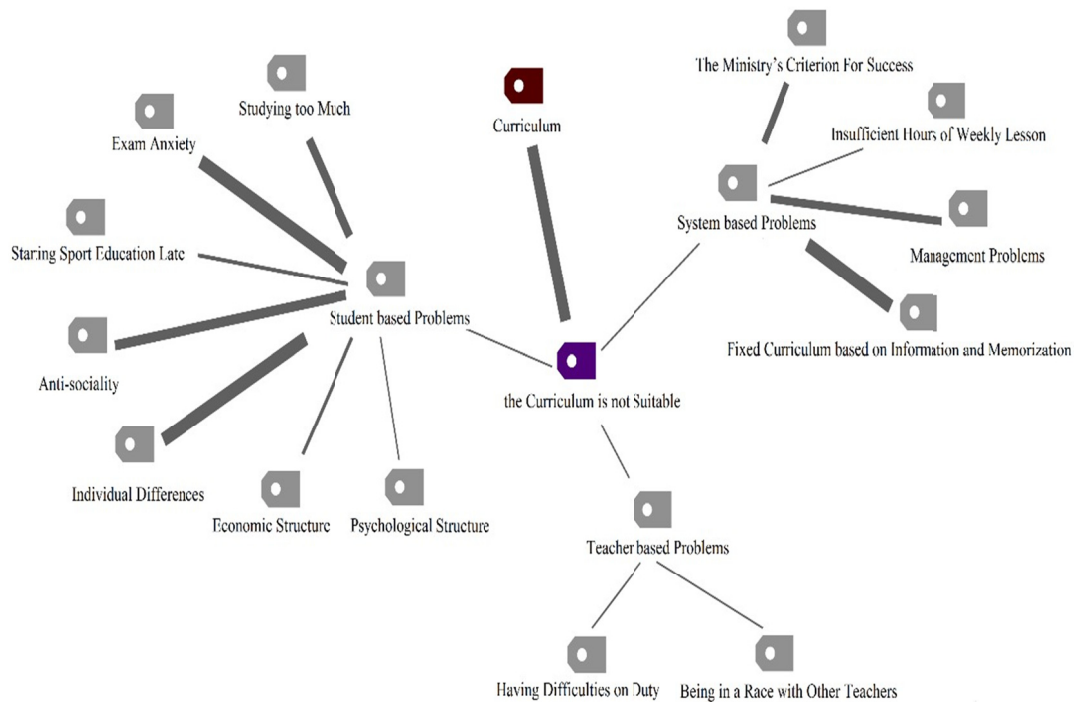 The Ministry's Criterion For Success
Studying too Much
Curriculum
Insufficient Hours of Weekly Lesson
Exam Anxiety
System based Problems
Starting Sport Education Late
Management Problems
Student based Problems
Fixed Curriculum based on Information and Memorization
Anti-sociality
the Curriculum is not Suitable
Individual Differences
Economic Structure
Psychological Structure
Teacher based Problems
Having Difficulties on Duty
Being in a Race with Other Teachers